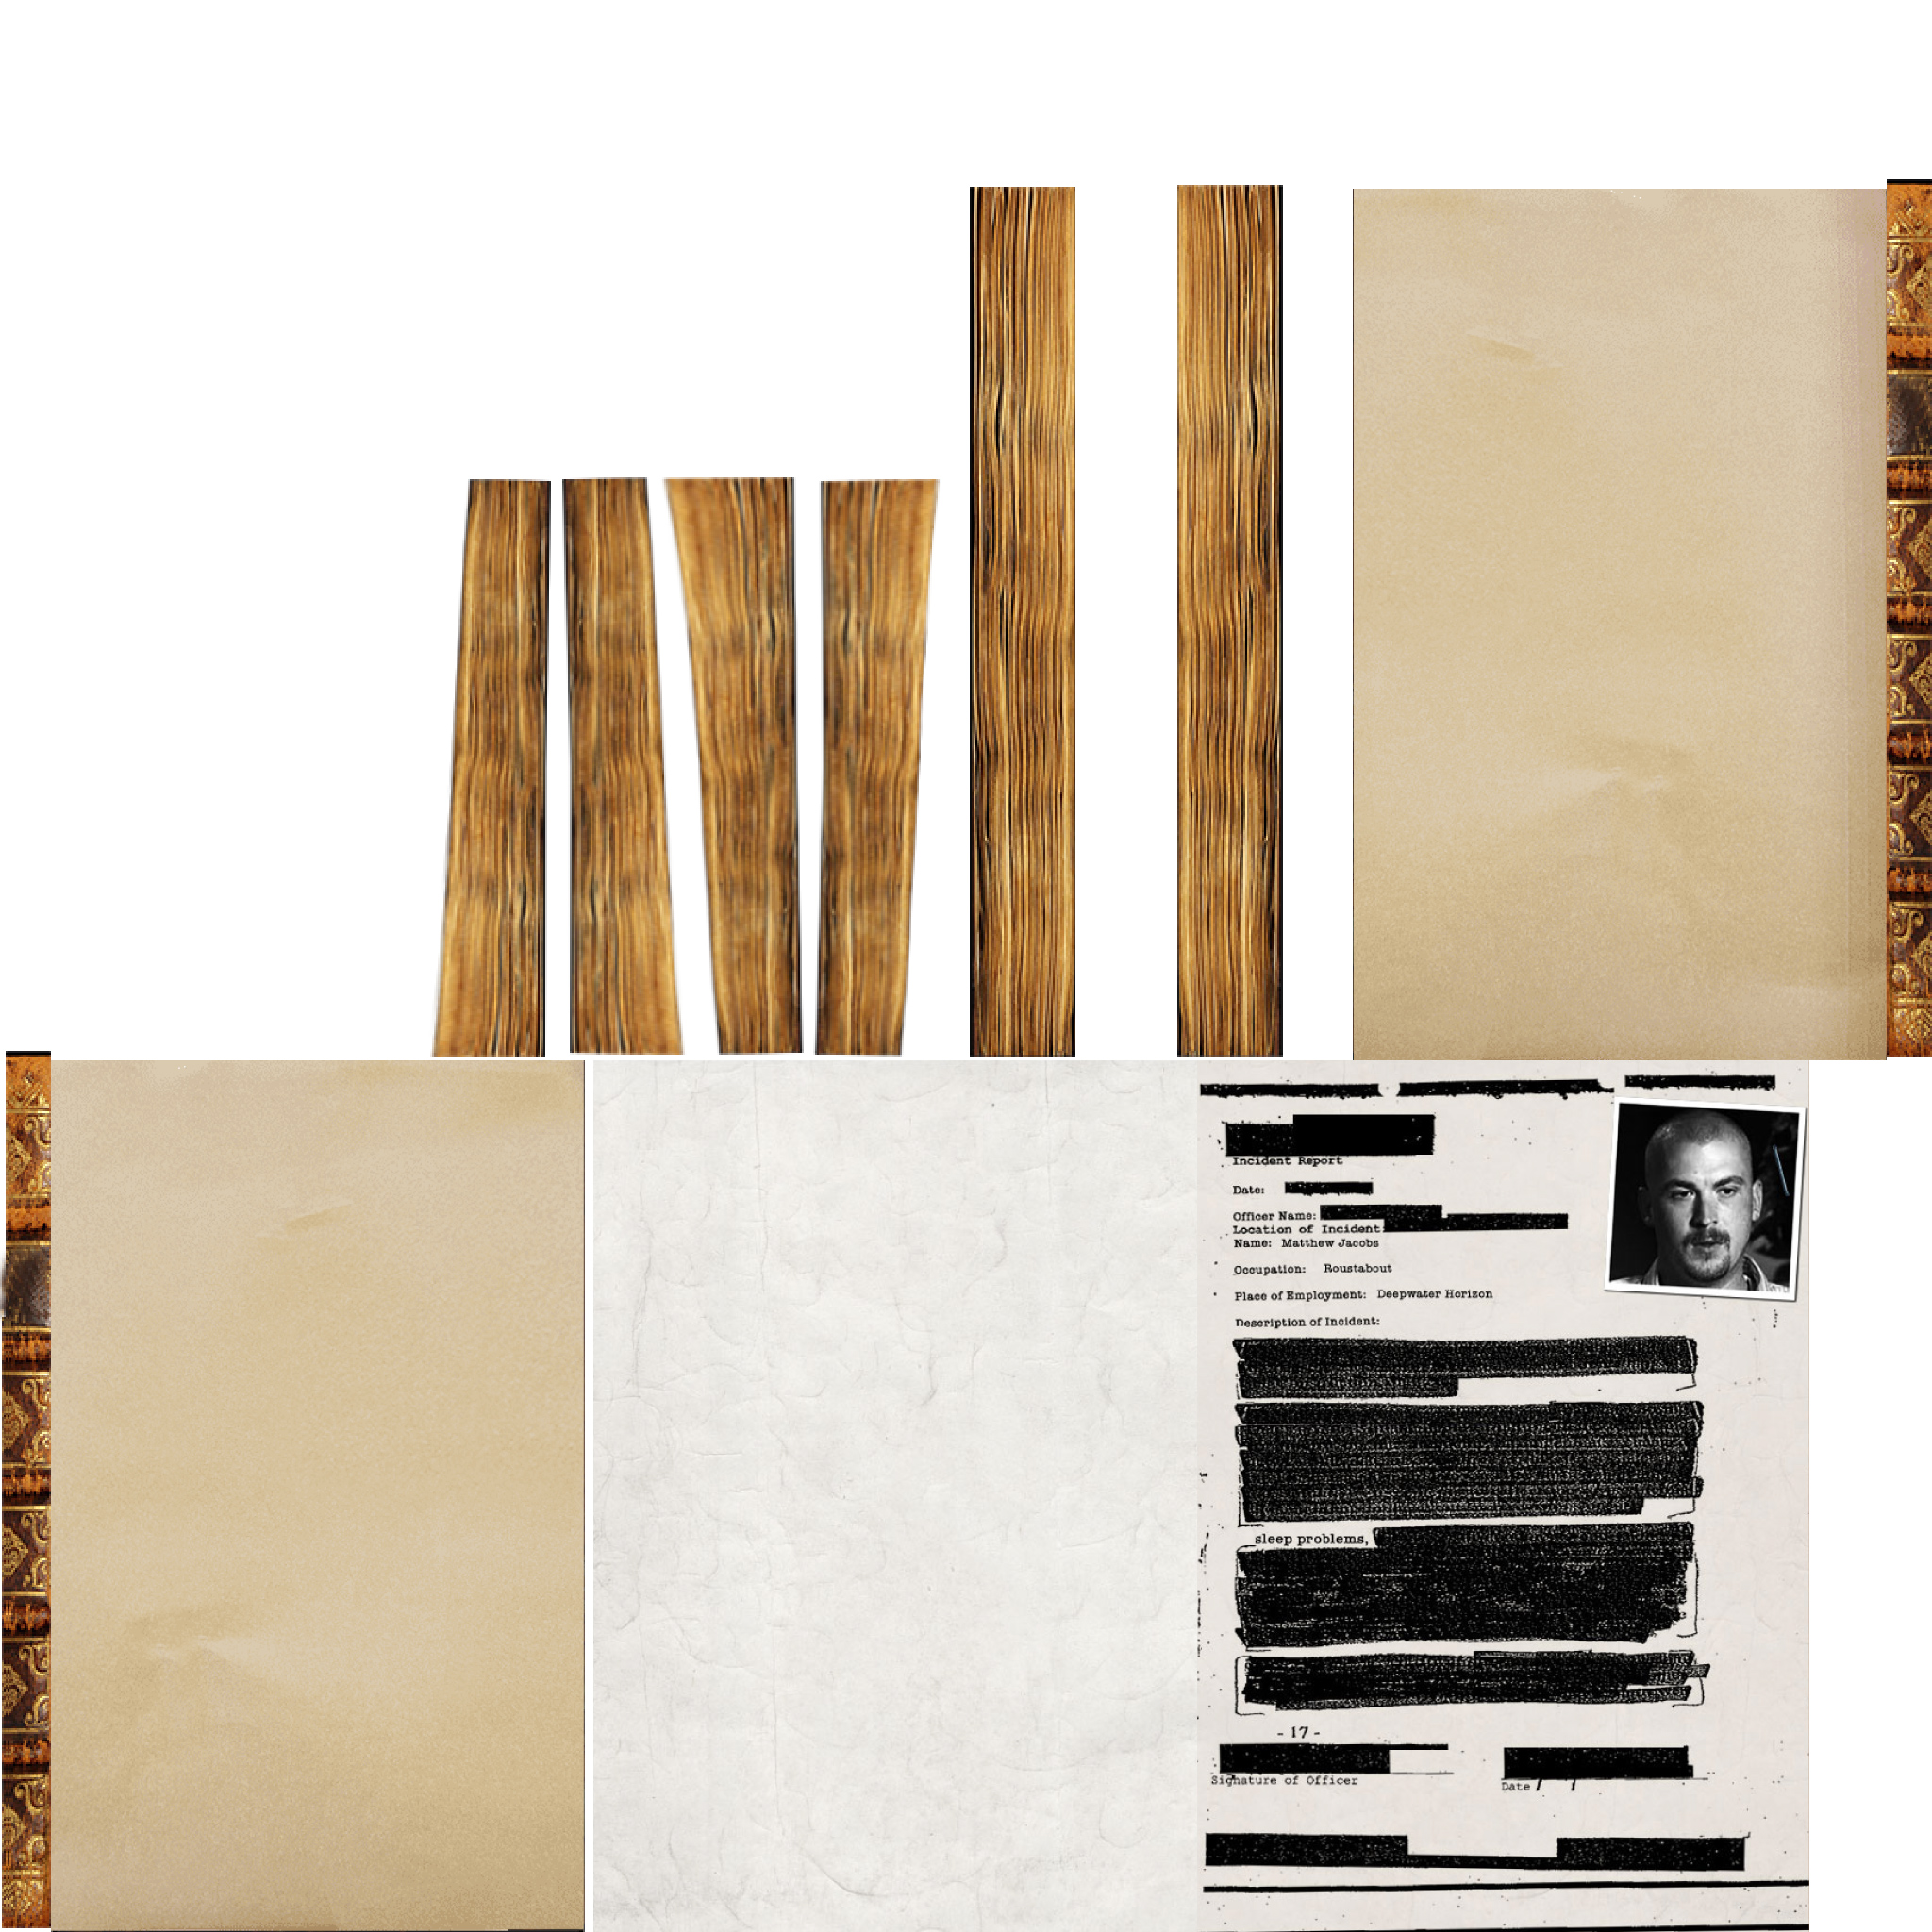 Incident Report
Date:
Officer Name:
Location of Incident:
Name: Matthew Jacobs
Occupation: Roustabout
Place of Employment: Deepwater Horizon
Description of Incident:
sleep problems,
- 17 -
Signature of Officer
Date